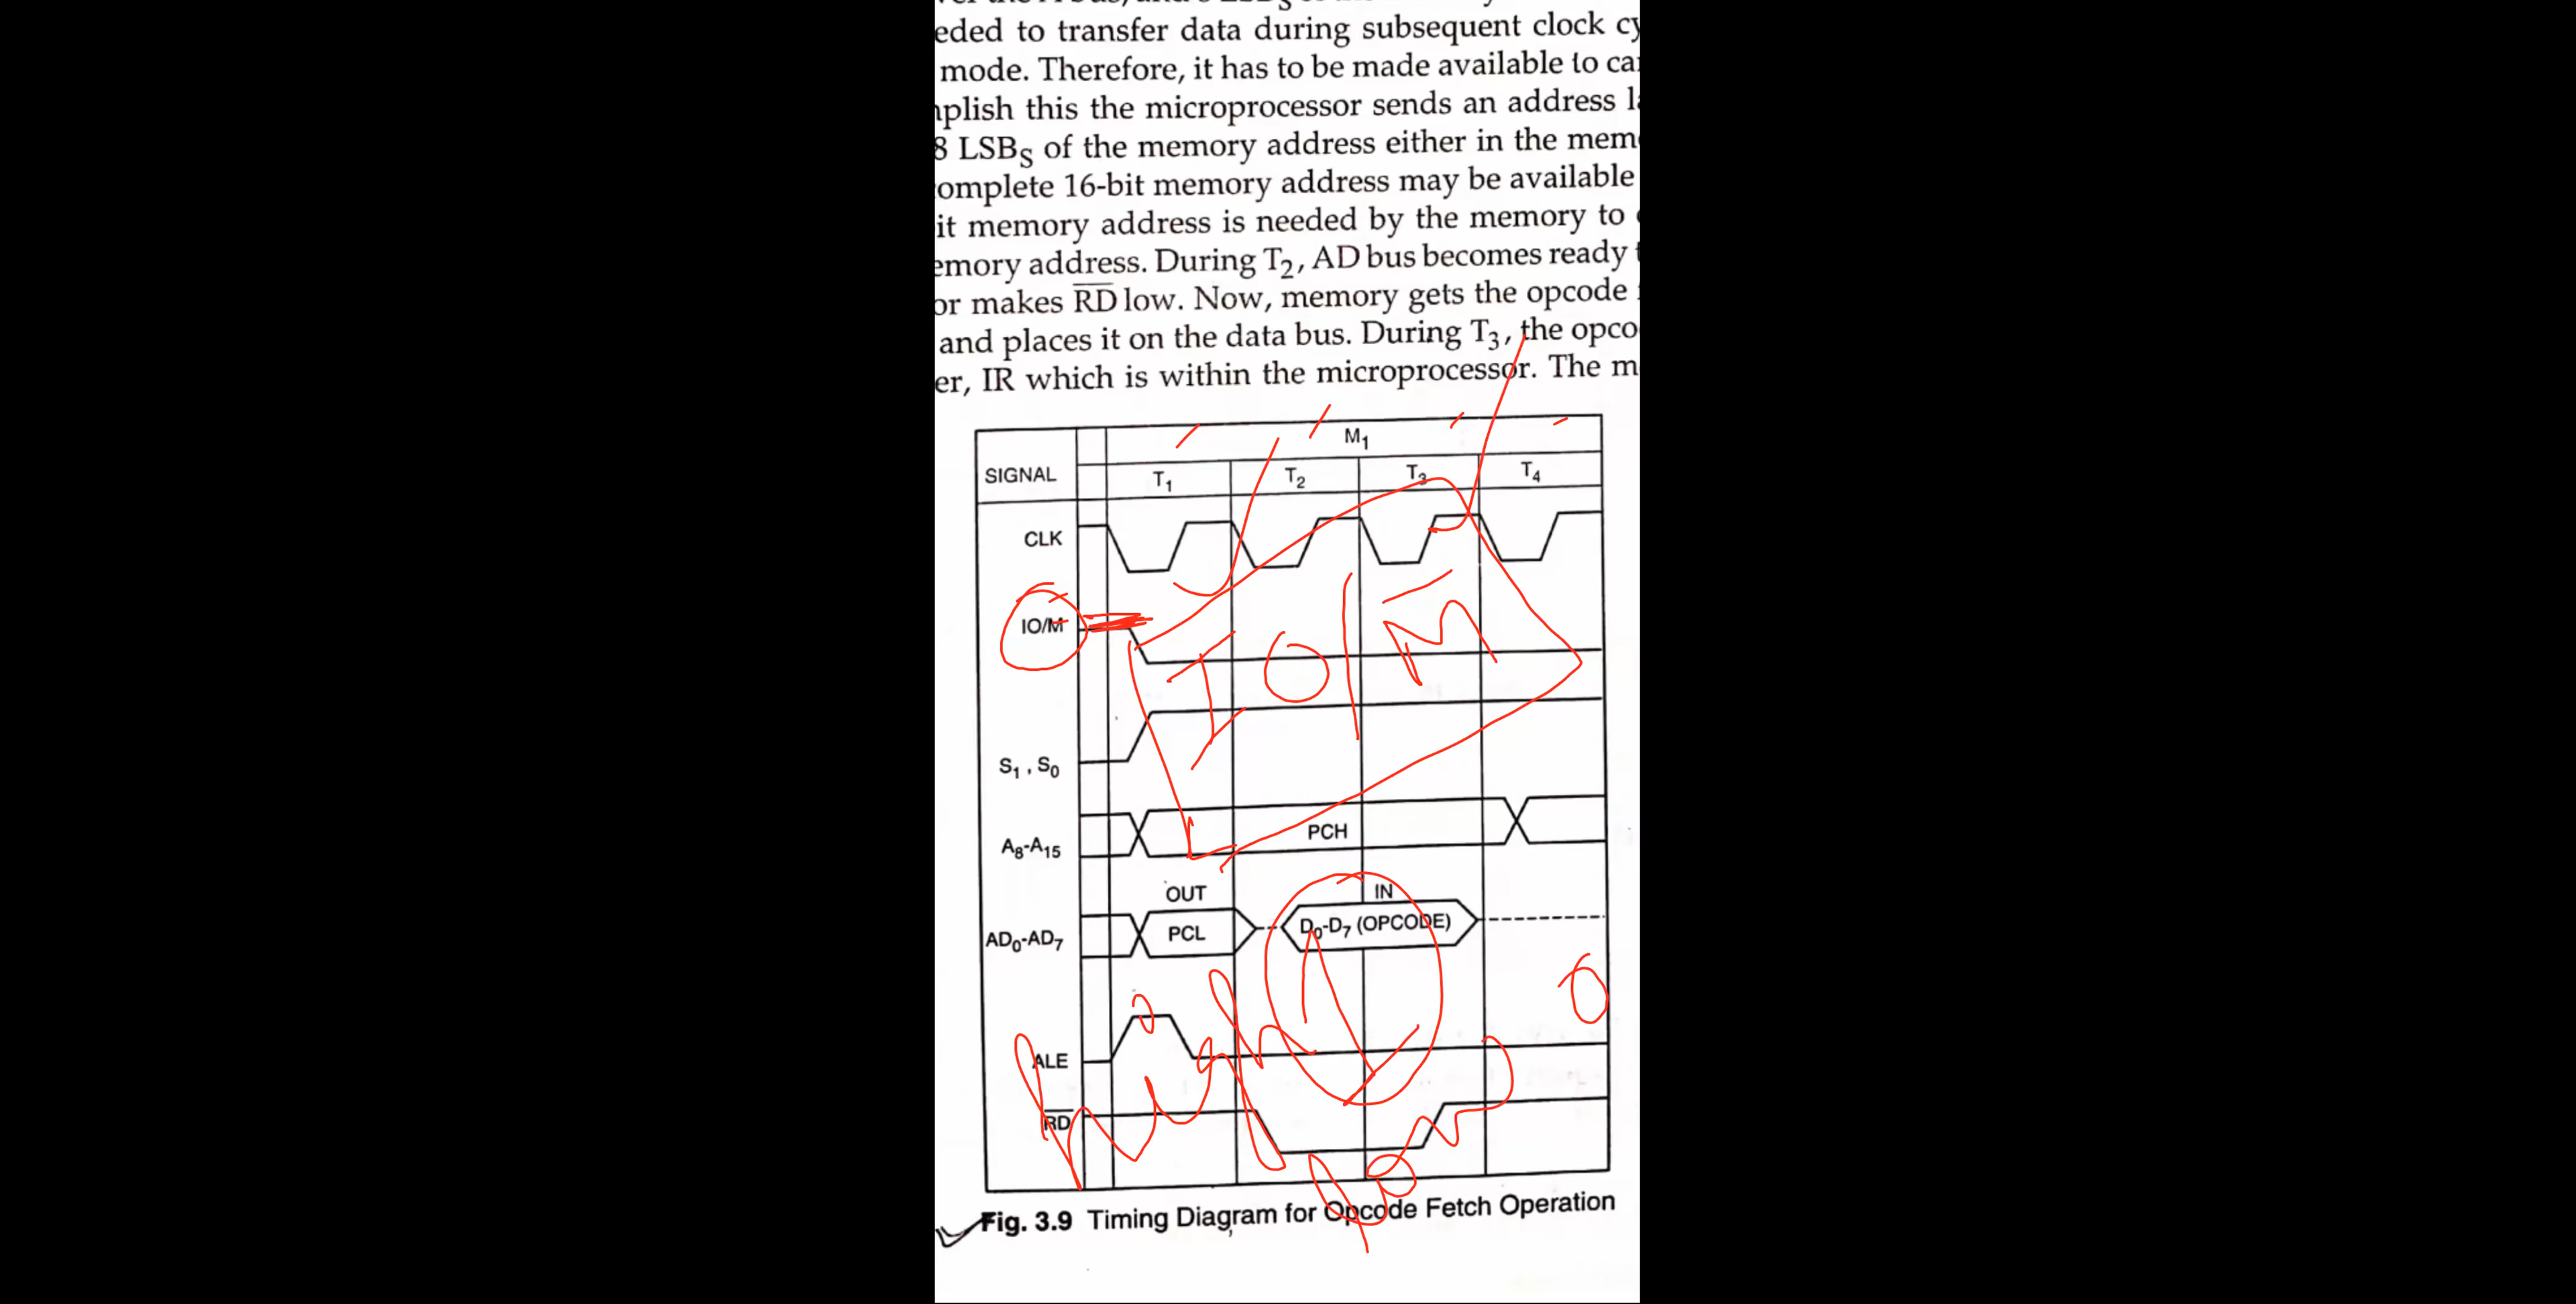 eded to transfer data during subsequent clock cy
mode. Therefore, it has to be made available to ca
plish this the microprocessor sends an address l
8 LSBS of the memory address either in the mem
omplete 16-bit memory address may be available
it memory address is needed by the memory to
emory address. During T2, AD bus becomes ready
or makes R̅D̅ low. Now, memory gets the opcode
and places it on the data bus. During T3, the opco
er, IR which is within the microprocessor. The m
M1
SIGNAL T1 T2 T3 T4
CLK
IO/M̅
IO/M̅
S1, S0
A8-A15 PCH
OUT IN
AD0-AD7 PCL D0-D7 (OPCODE)
high
ALE
R̅D̅
Fig. 3.9 Timing Diagram for Opcode Fetch Operation